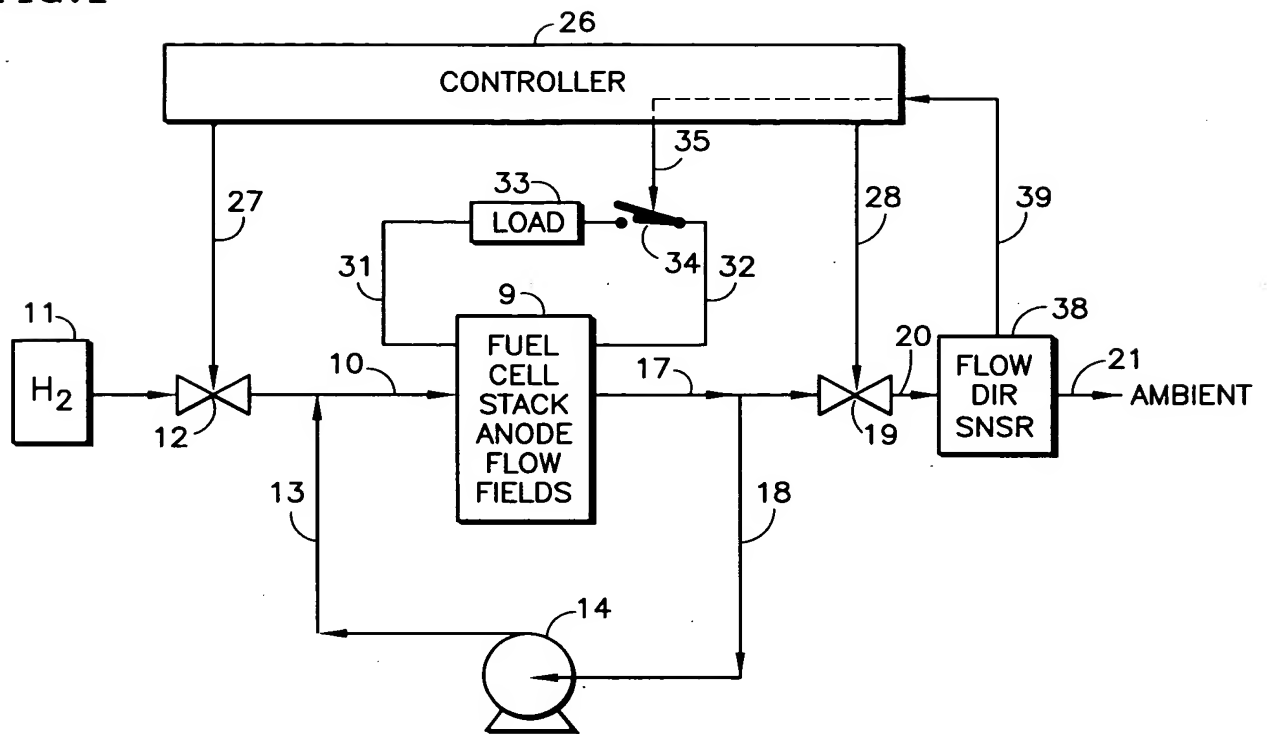 26
CONTROLLER
35
33
LOAD
34
27
28
39
31
32
11
H2
12
10
9
FUEL
CELL
STACK
ANODE
FLOW
FIELDS
17
19
20
38
FLOW
DIR
SNSR
21
AMBIENT
13
18
14